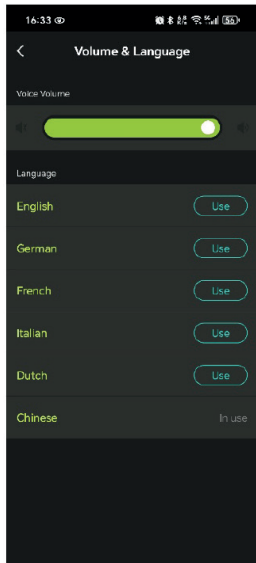 16:33
56
Volume & Language
Voice Volume
Language
English Use
German Use
French Use
Italian Use
Dutch Use
Chinese In use